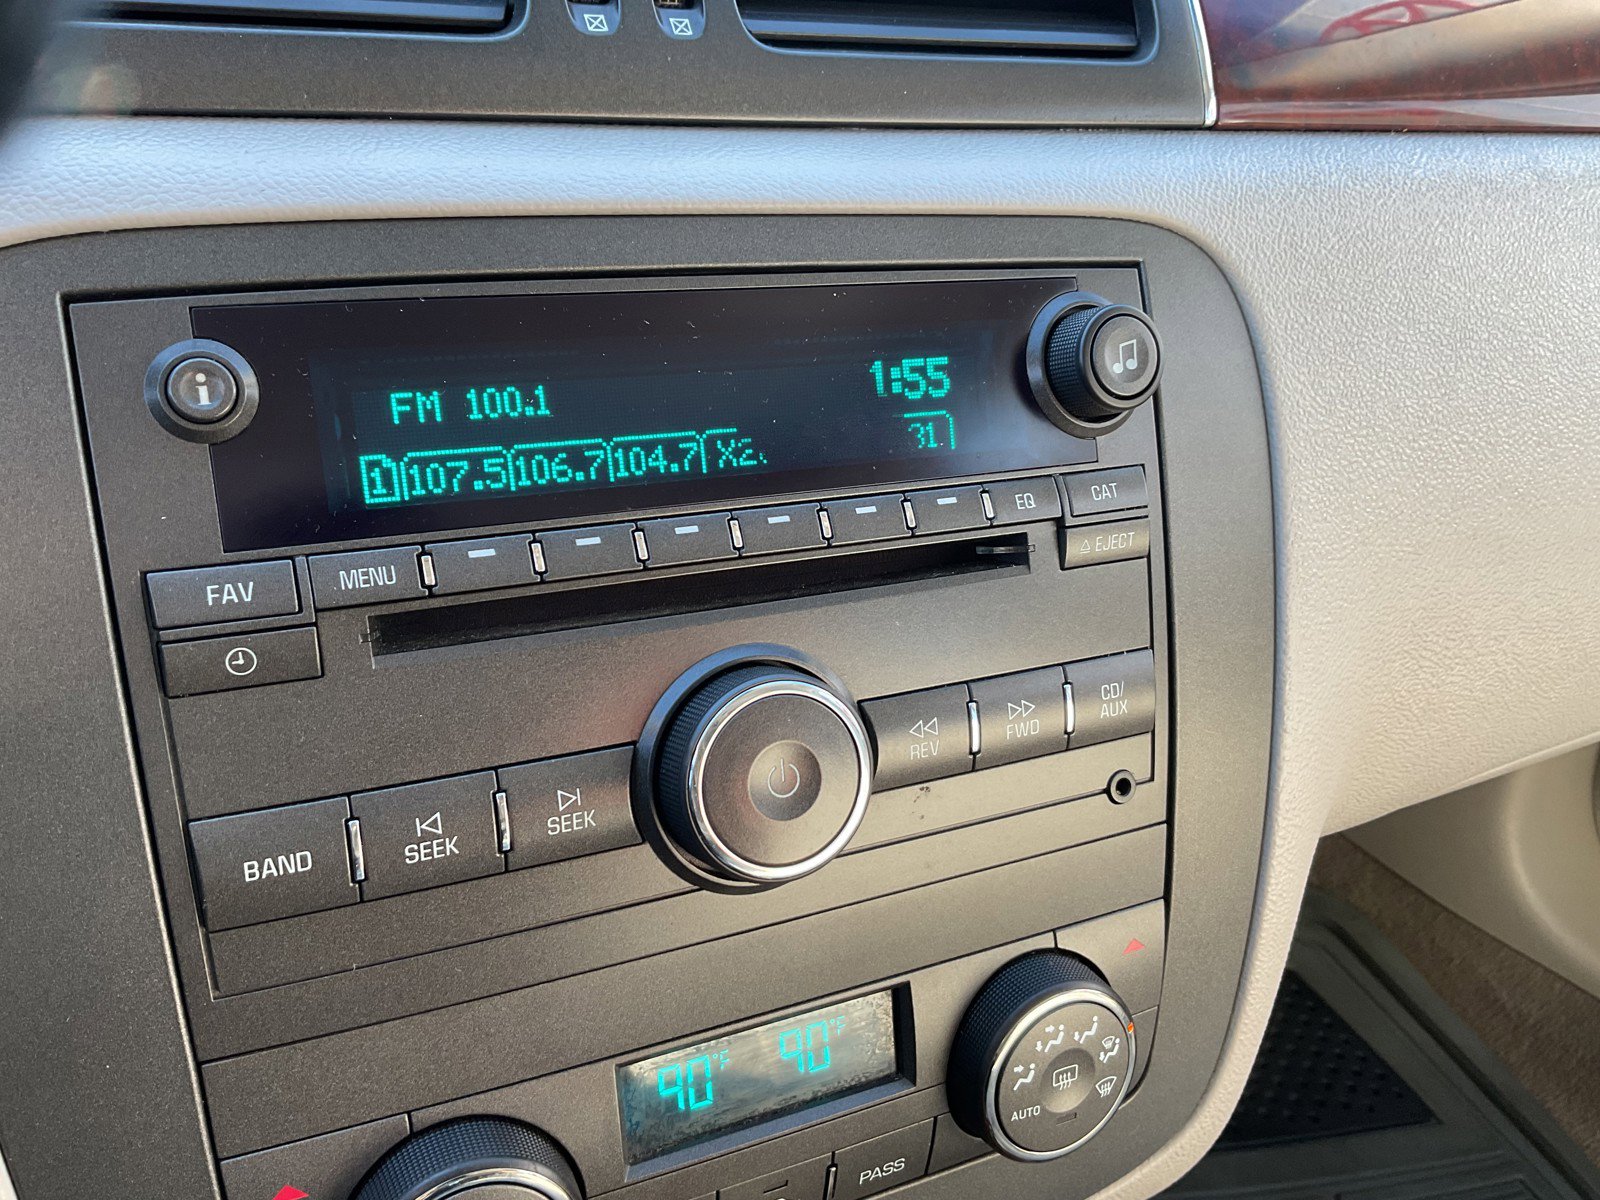 i
FM 100.1
1:55
1 107.5 106.7 104.7 X2
31
FAV
MENU
EQ
CAT
EJECT
BAND
SEEK
SEEK
REV
FWD
CD/
AUX
90°F
90°F
AUTO
PASS